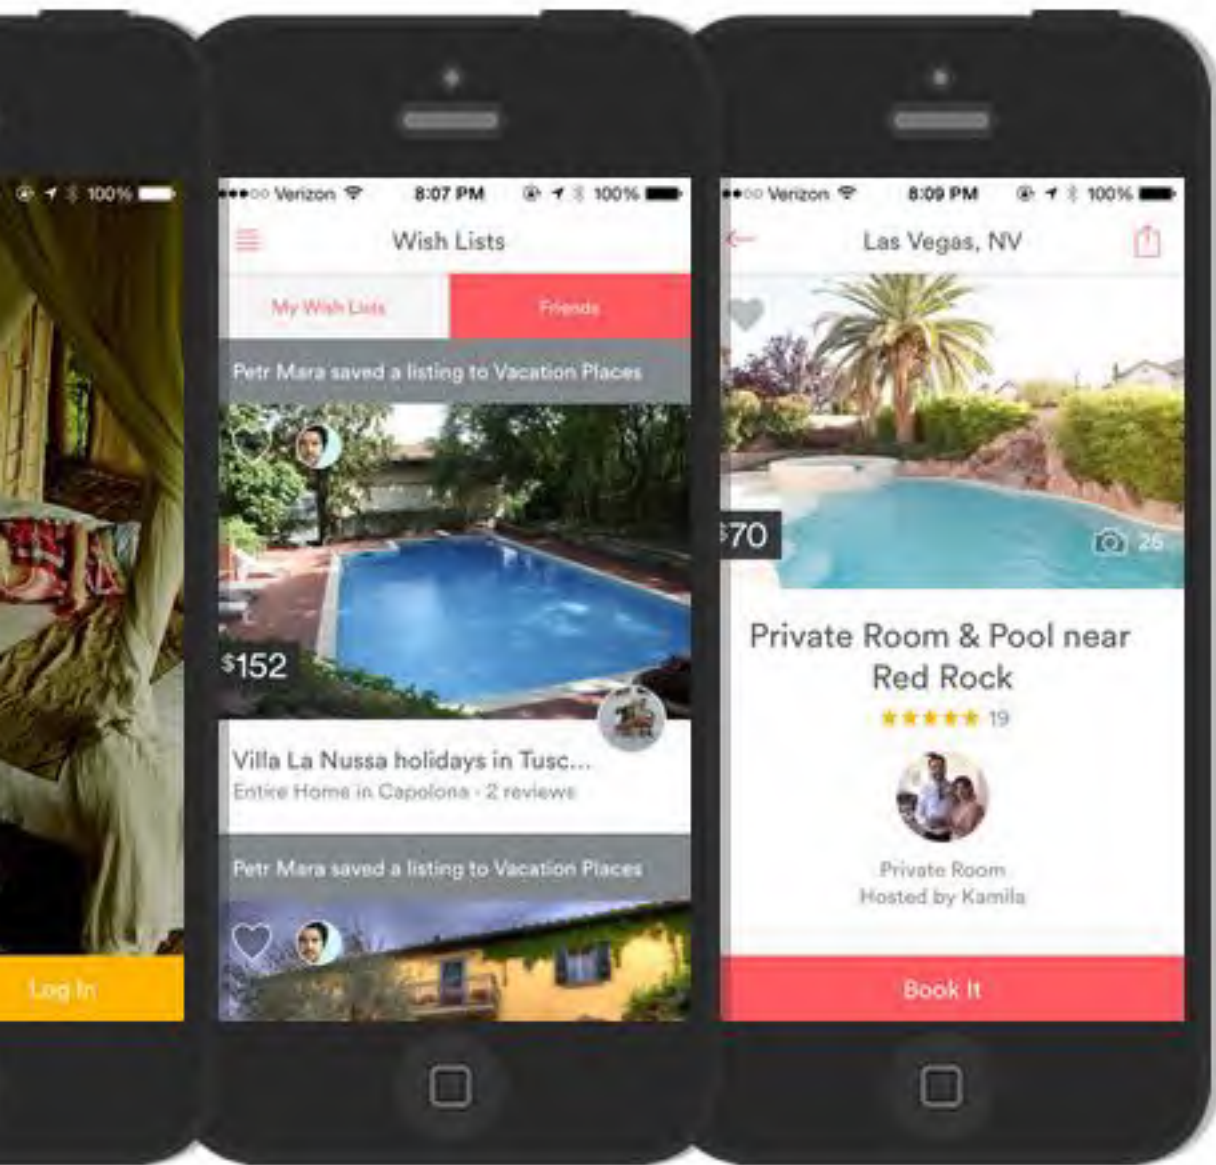 100%
Log In
Verizon 8:07 PM 100%
Wish Lists
My Wish Lists Friends
Petr Mara saved a listing to Vacation Places
$152
Villa La Nussa holidays in Tusc...
Entire Home in Capolona · 2 reviews
Petr Mara saved a listing to Vacation Places
Verizon 8:09 PM 100%
Las Vegas, NV
$70
26
Private Room & Pool near
Red Rock
19
Private Room
Hosted by Kamila
Book It